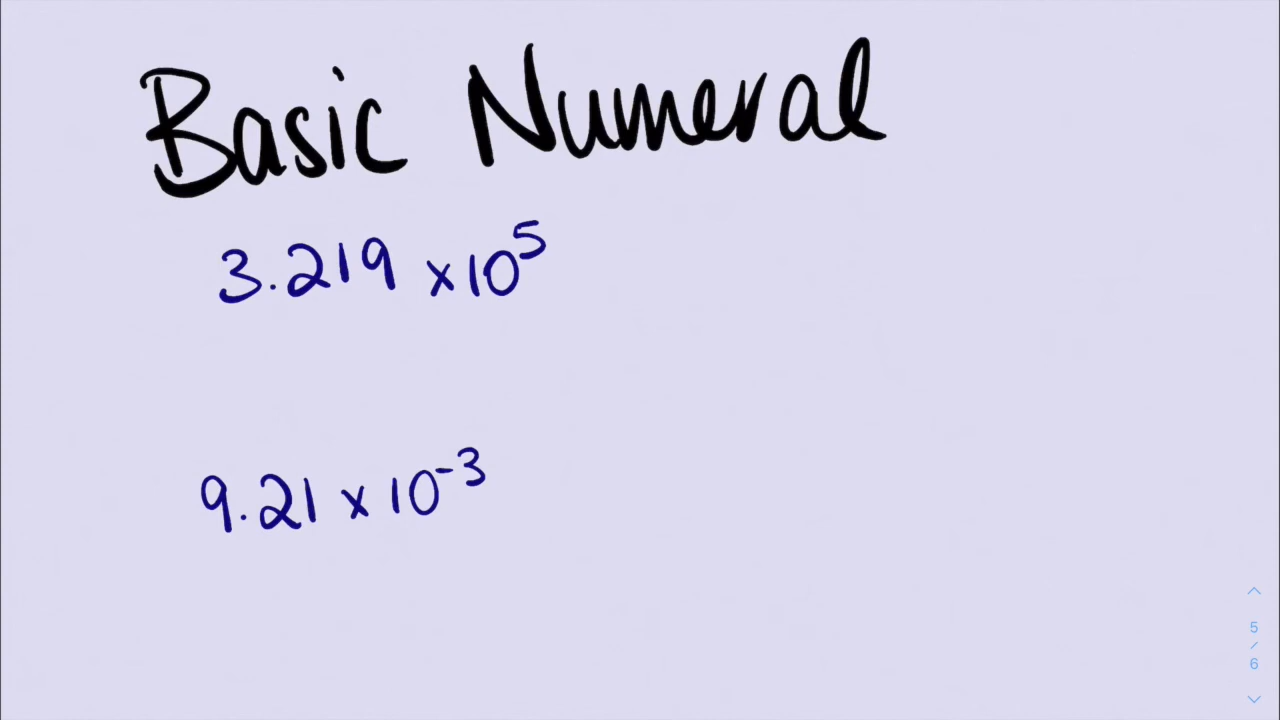 Basic Numeral
3.219 ×10⁵
9.21 × 10⁻³
5
/
6